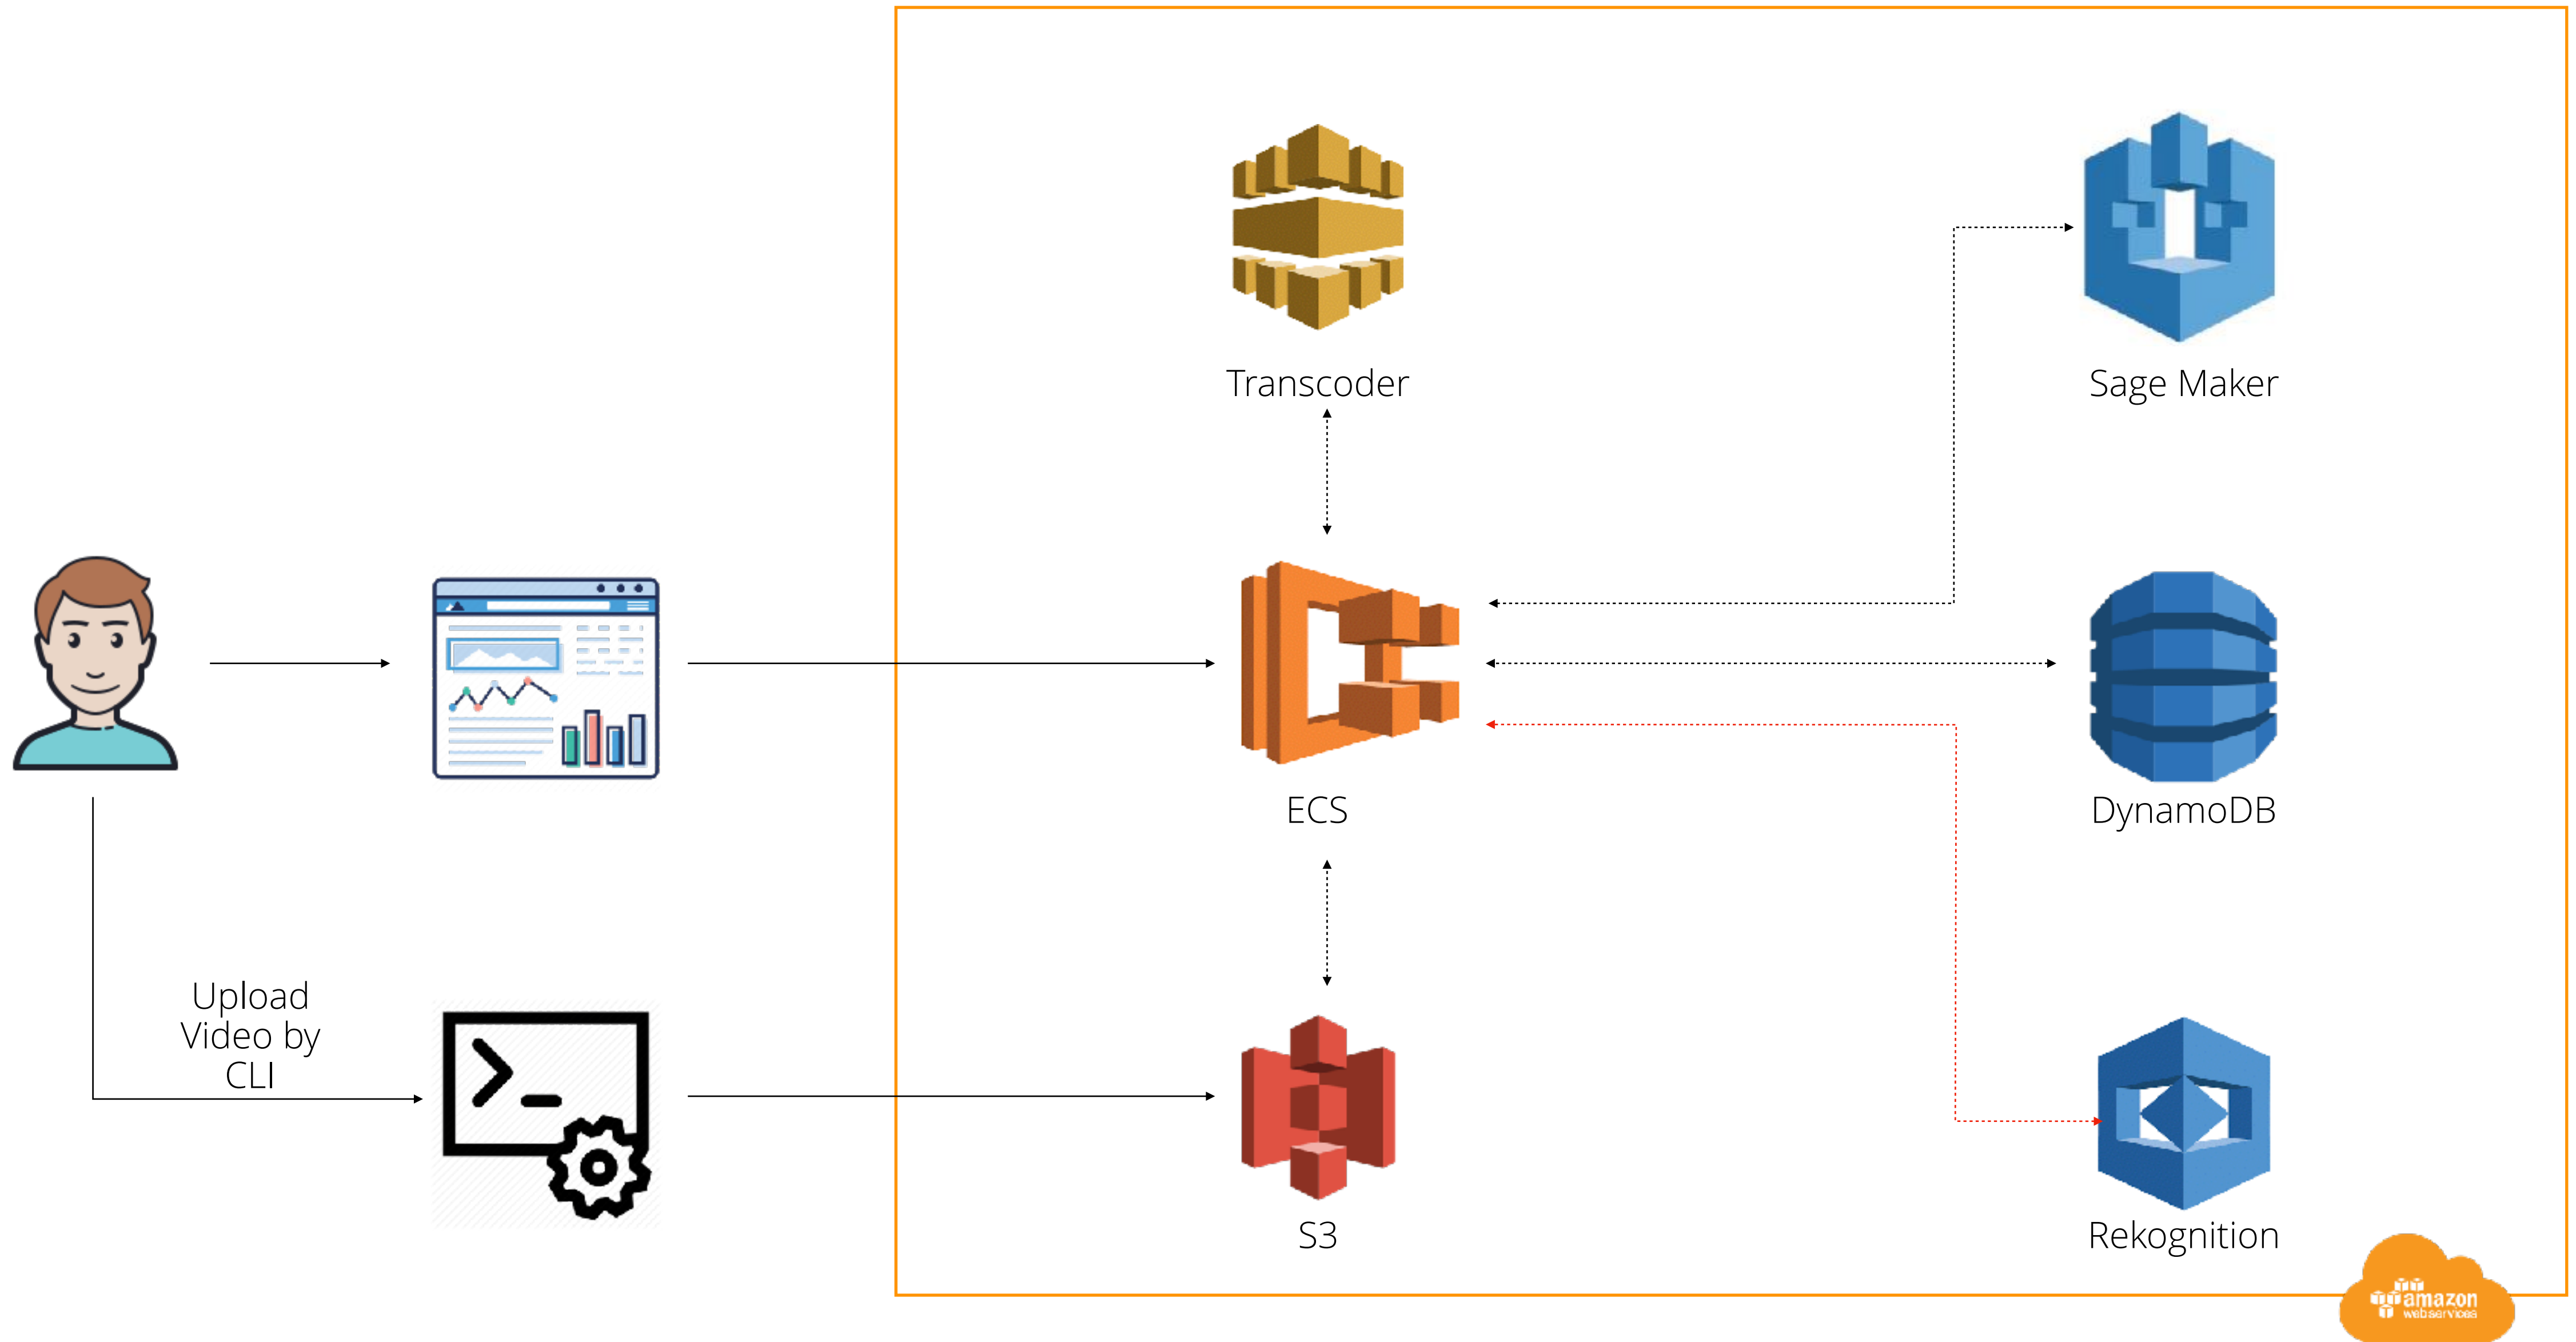 Transcoder
Sage Maker
ECS
DynamoDB
Upload
Video by
CLI
S3
Rekognition
amazon
webservices